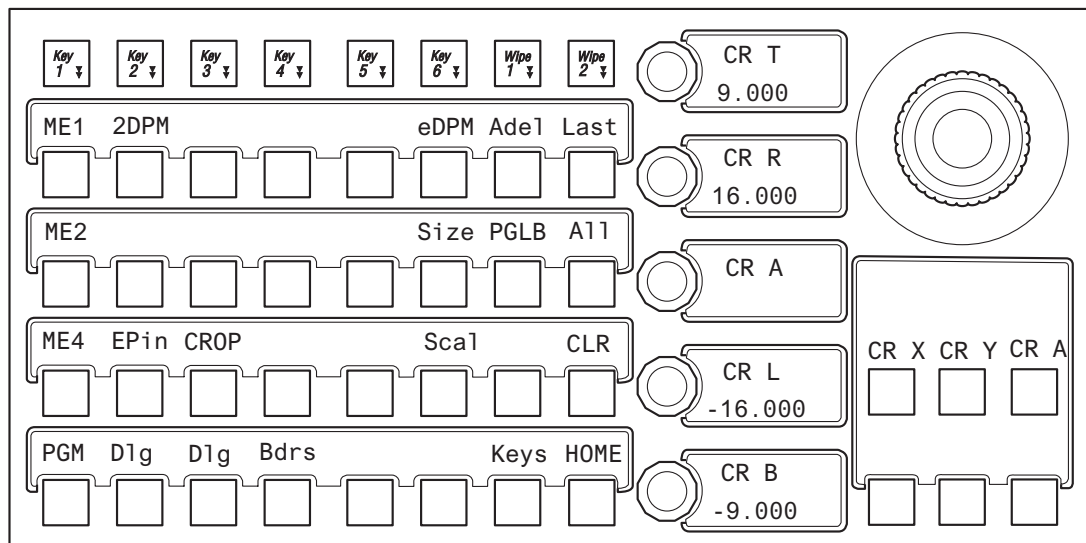 Key 1 Key 2 Key 3 Key 4 Key 5 Key 6 Wipe 1 Wipe 2
CR T
9.000
ME1 2DPM eDPM Adel Last
CR R
16.000
ME2 Size PGLB All
CR A
ME4 EPin CROP Scal CLR
CR L
-16.000
CR X CR Y CR A
PGM Dlg Dlg Bdrs Keys HOME
CR B
-9.000